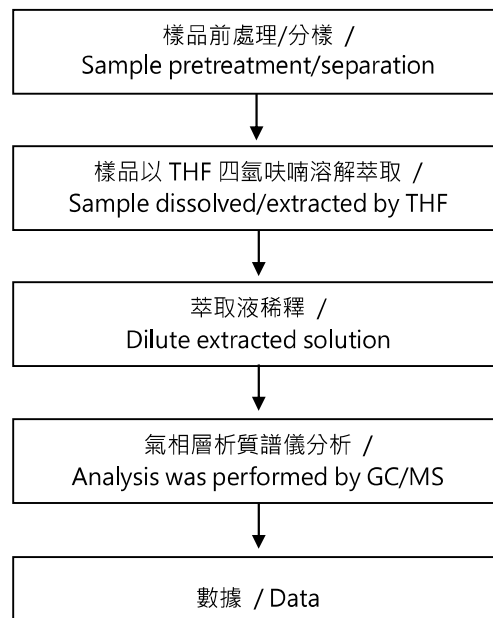 樣品前處理/分樣 /
Sample pretreatment/separation
樣品以 THF 四氫呋喃溶解萃取 /
Sample dissolved/extracted by THF
萃取液稀釋 /
Dilute extracted solution
氣相層析質譜儀分析 /
Analysis was performed by GC/MS
數據 / Data